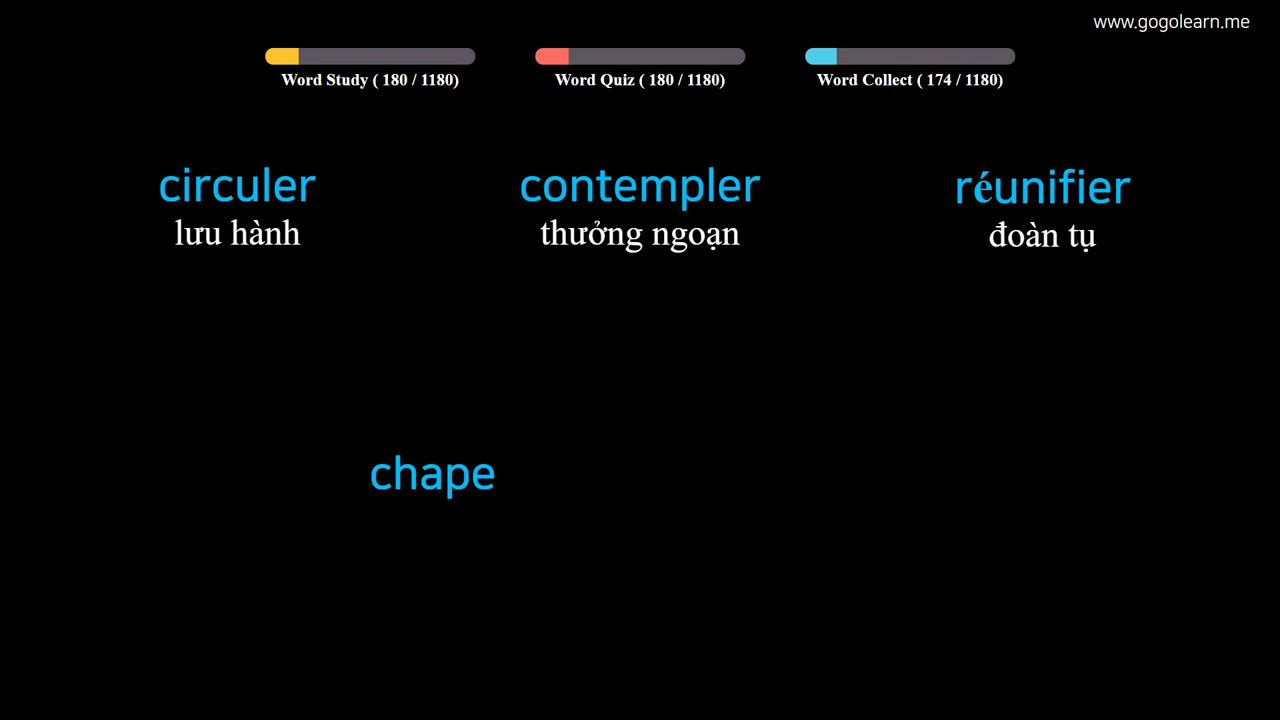 www.gogolearn.me
Word Study ( 180 / 1180)
Word Quiz ( 180 / 1180)
Word Collect ( 174 / 1180)
circuler
lưu hành
contempler
thưởng ngoạn
réunifier
đoàn tụ
chape